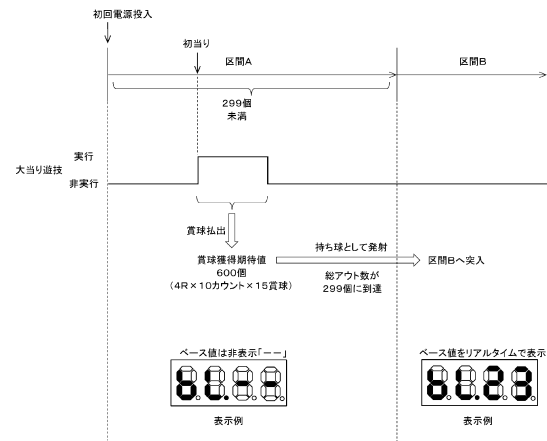 初回電源投入
初当り
区間A
区間B
299個
未満
実行
大当り遊技
非実行
賞球払出
賞球獲得期待値
600個
(4R×10カウント×15賞球)
持ち球として発射
総アウト数が
299個に到達
区間Bへ突入
ベース値は非表示「－－」
bL.--
表示例
ベース値をリアルタイムで表示
bL.23
表示例